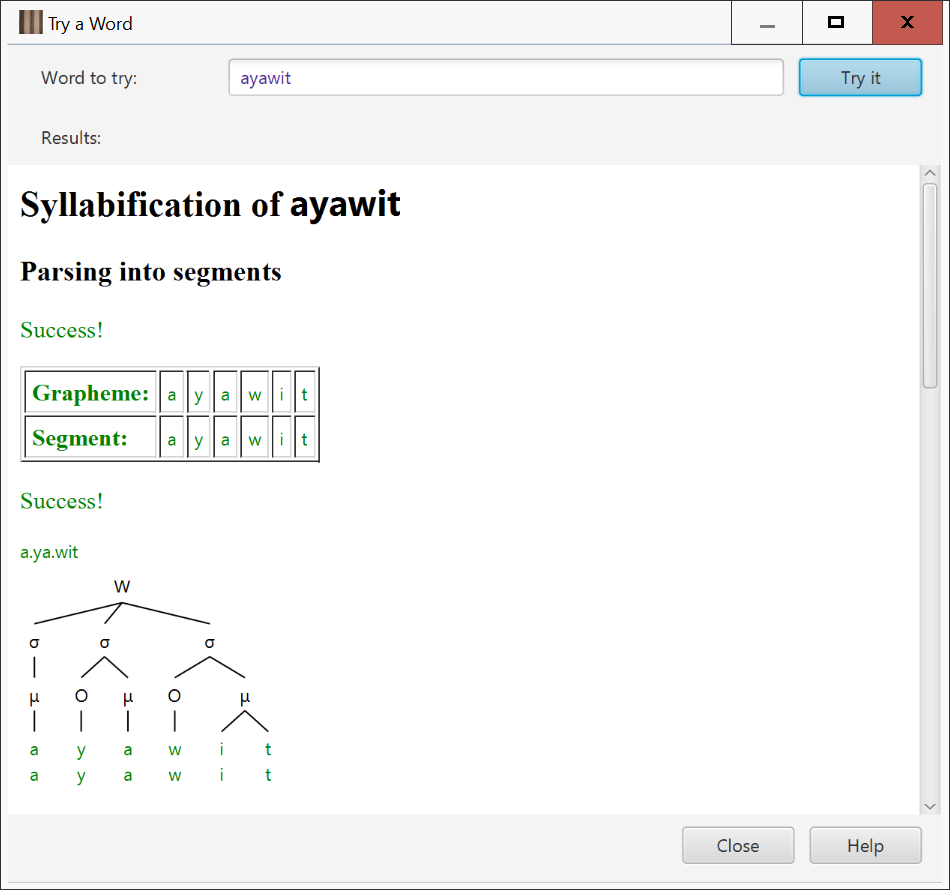 Try a Word
Word to try: ayawit Try it
Results:
Syllabification of ayawit
Parsing into segments
Success!
Grapheme: a y a w i t
Segment: a y a w i t
Success!
a.ya.wit
W
σ σ σ
μ O μ O μ
a y a w i t
a y a w i t
Close Help